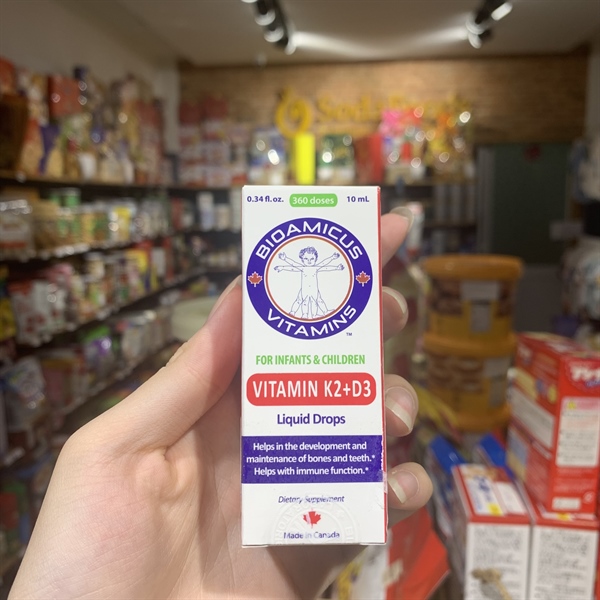 0.34 fl. oz. 360 doses 10 mL
BIOAMICUS
VITAMINS
TM
FOR INFANTS & CHILDREN
VITAMIN K2+D3
Liquid Drops
Helps in the development and
maintenance of bones and teeth.*
Helps with immune function.*
Dietary Supplement
Made in Canada